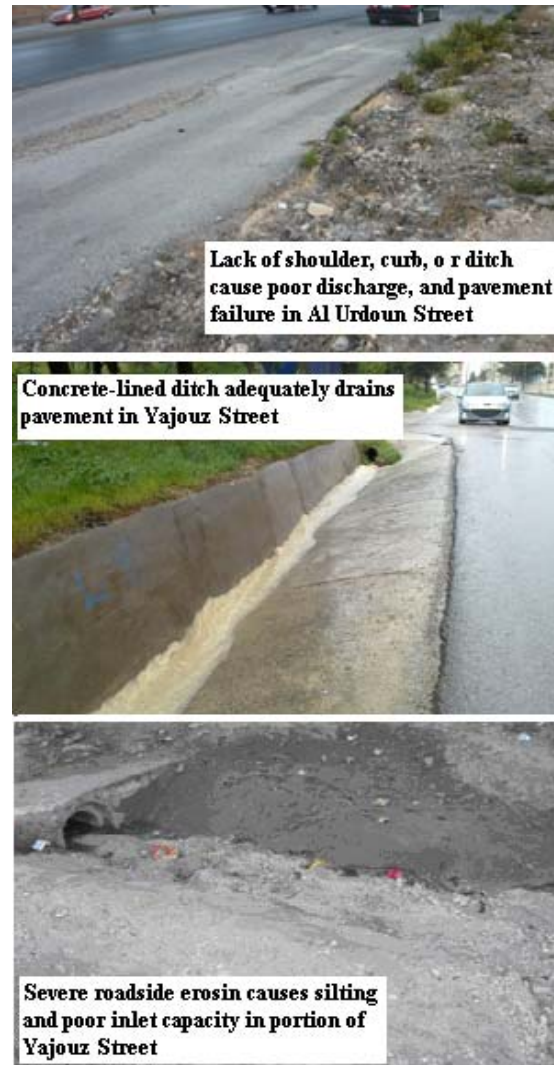 Lack of shoulder, curb, o r ditch
cause poor discharge, and pavement
failure in Al Urdoun Street
Concrete-lined ditch adequately drains
pavement in Yajouz Street
Severe roadside erosin causes silting
and poor inlet capacity in portion of
Yajouz Street